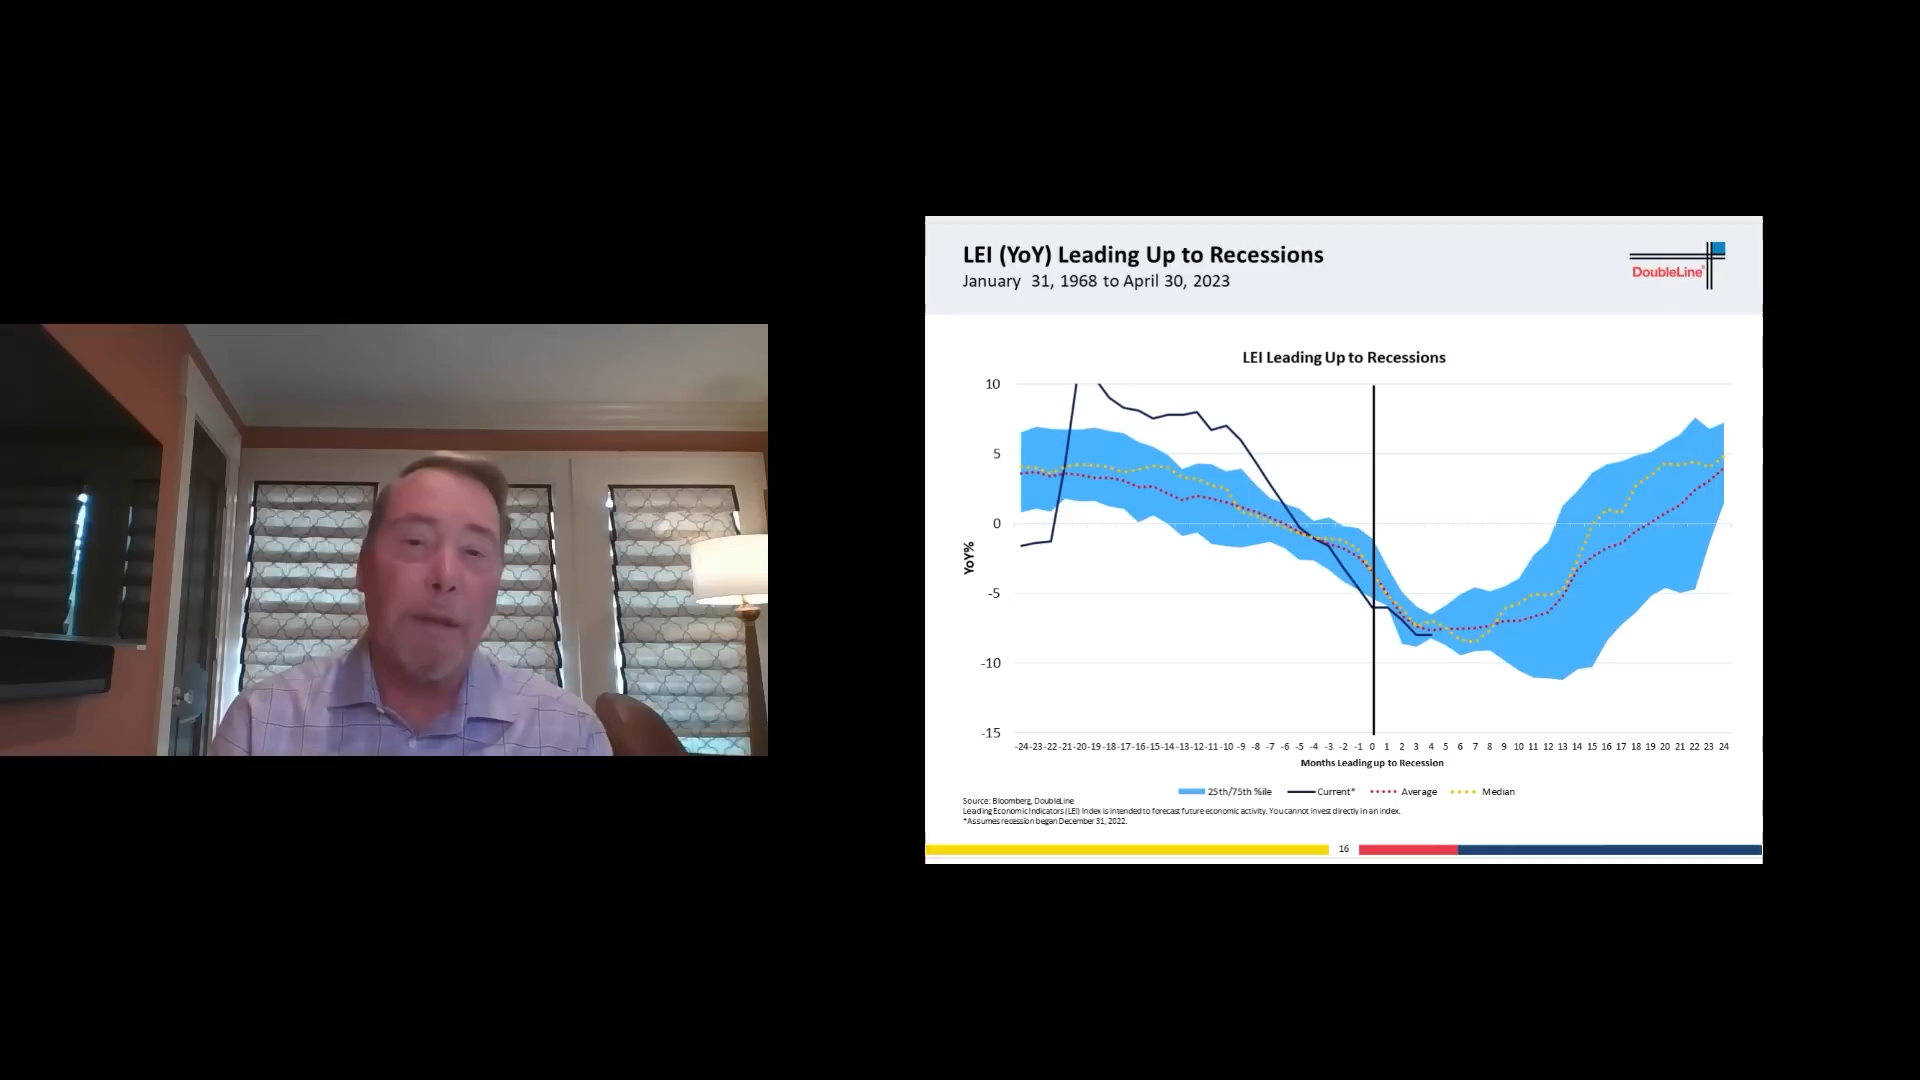 LEI (YoY) Leading Up to Recessions
January 31, 1968 to April 30, 2023
DoubleLine®
LEI Leading Up to Recessions
10
5
0
-5
-10
-15
YoY%
-24 -23 -22 -21 -20 -19 -18 -17 -16 -15 -14 -13 -12 -11 -10 -9 -8 -7 -6 -5 -4 -3 -2 -1 0 1 2 3 4 5 6 7 8 9 10 11 12 13 14 15 16 17 18 19 20 21 22 23 24
Months Leading up to Recession
25th/75th %ile Current* Average Median
Source: Bloomberg, DoubleLine
Leading Economic Indicators (LEI) Index is intended to forecast future economic activity. You cannot invest directly in an index.
*Assumes recession began December 31, 2022.
16